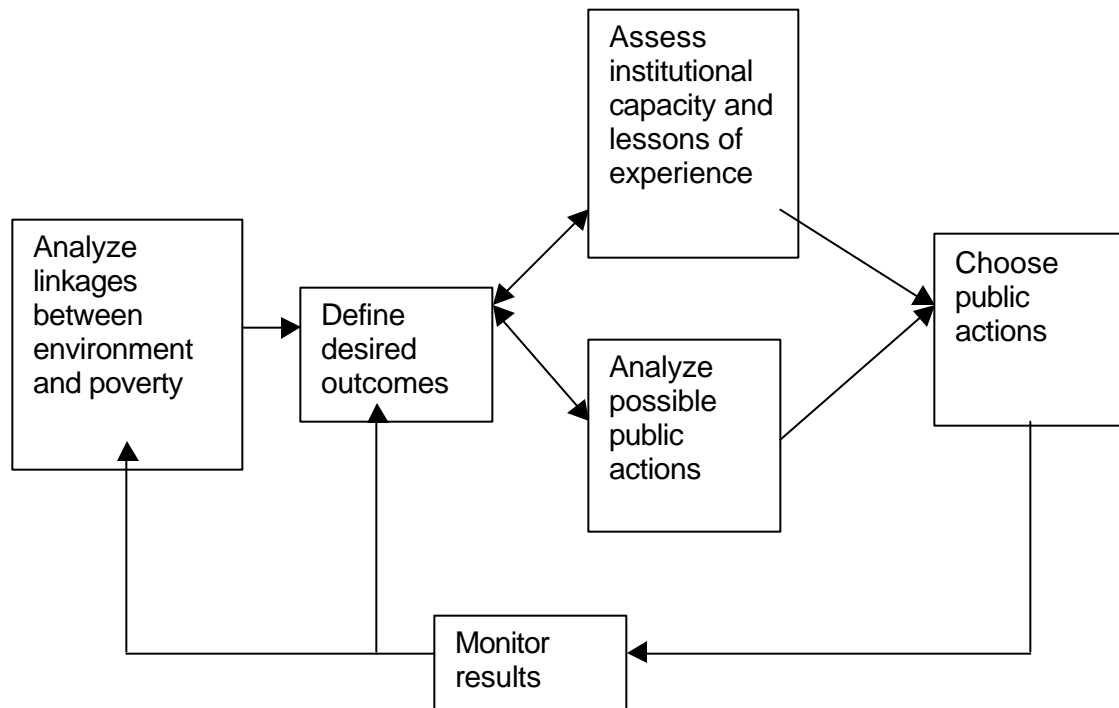 Assess
institutional
capacity and
lessons of
experience
Analyze
linkages
between
environment
and poverty
Define
desired
outcomes
Analyze
possible
public
actions
Choose
public
actions
Monitor
results